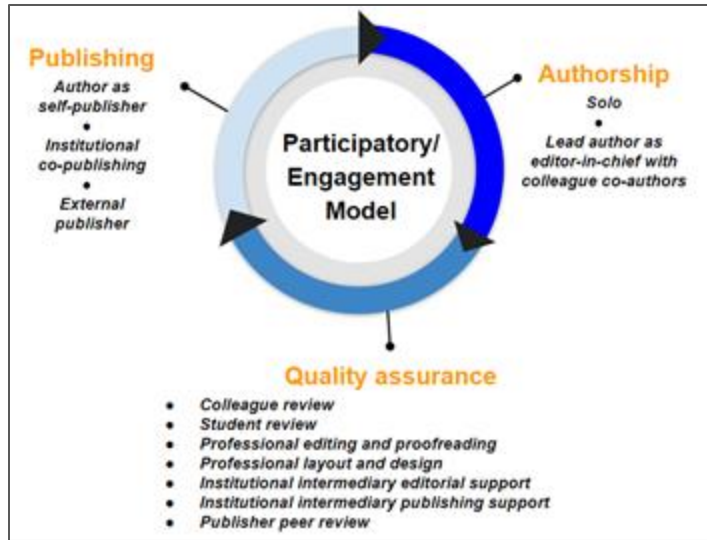 Publishing
Author as
self-publisher
•
Institutional
co-publishing
•
External
publisher
Participatory/
Engagement
Model
Authorship
Solo
•
Lead author as
editor-in-chief with
colleague co-authors
Quality assurance
• Colleague review
• Student review
• Professional editing and proofreading
• Professional layout and design
• Institutional intermediary editorial support
• Institutional intermediary publishing support
• Publisher peer review